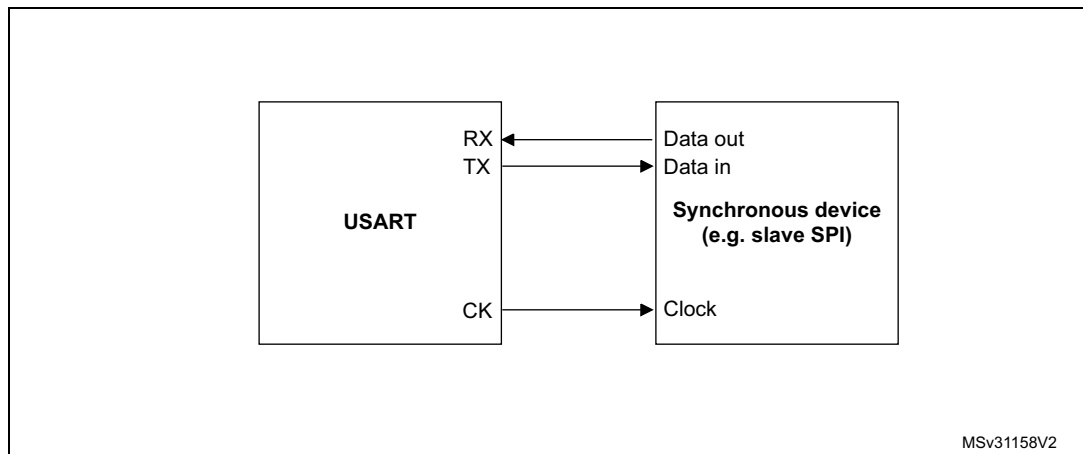 RX
Data out
TX
Data in
USART
Synchronous device
(e.g. slave SPI)
CK
Clock
MSv31158V2